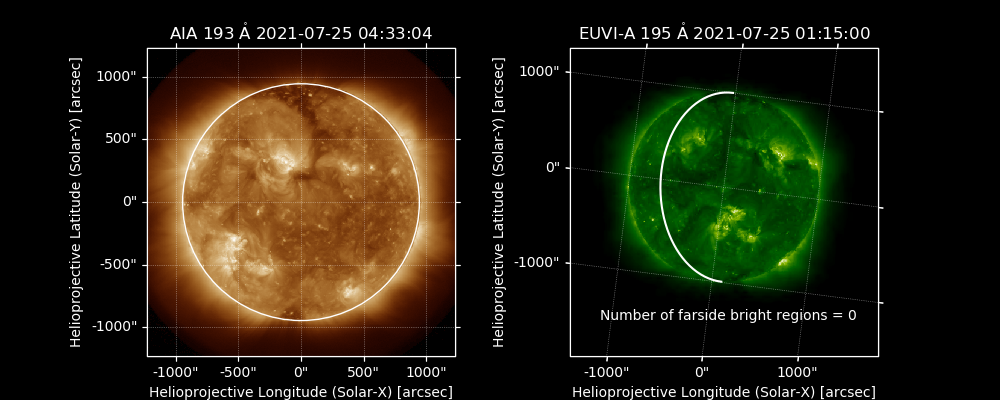 AIA 193 Å 2021-07-25 04:33:04
Helioprojective Latitude (Solar-Y) [arcsec]
1000"
500"
0"
-500"
-1000"
-1000"
-500"
0"
500"
1000"
Helioprojective Longitude (Solar-X) [arcsec]
EUVI-A 195 Å 2021-07-25 01:15:00
Helioprojective Latitude (Solar-Y) [arcsec]
1000"
0"
-1000"
Number of farside bright regions = 0
-1000"
0"
1000"
Helioprojective Longitude (Solar-X) [arcsec]